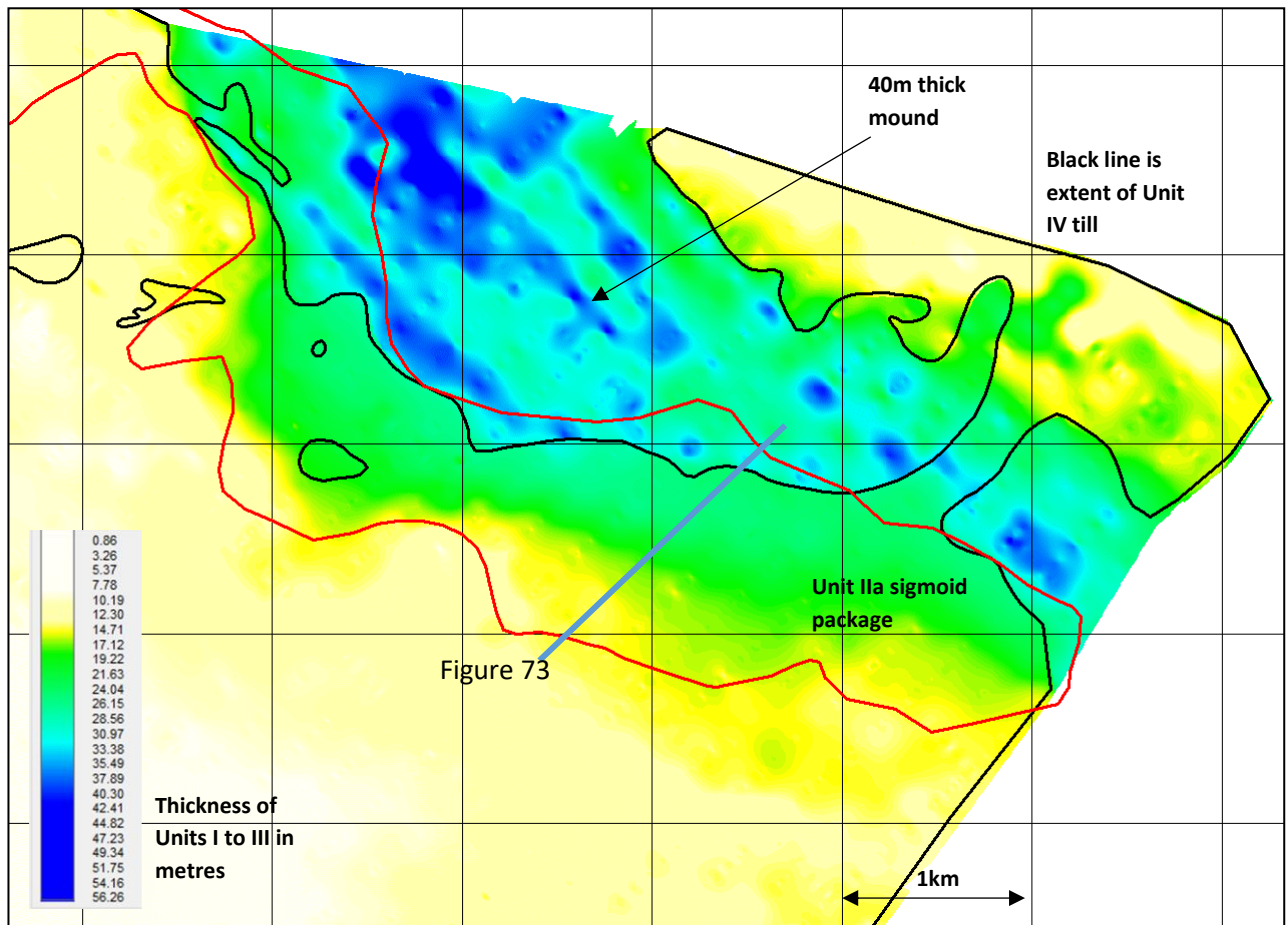 40m thick
mound
Black line is
extent of Unit
IV till
Unit IIa sigmoid
package
Figure 73
0.86
3.26
5.37
7.78
10.19
12.30
14.71
17.12
19.22
21.63
24.04
26.15
28.56
30.97
33.38
35.49
37.89
40.30
42.41
44.82
47.23
49.34
51.75
54.16
56.26
Thickness of
Units I to III in
metres
1km